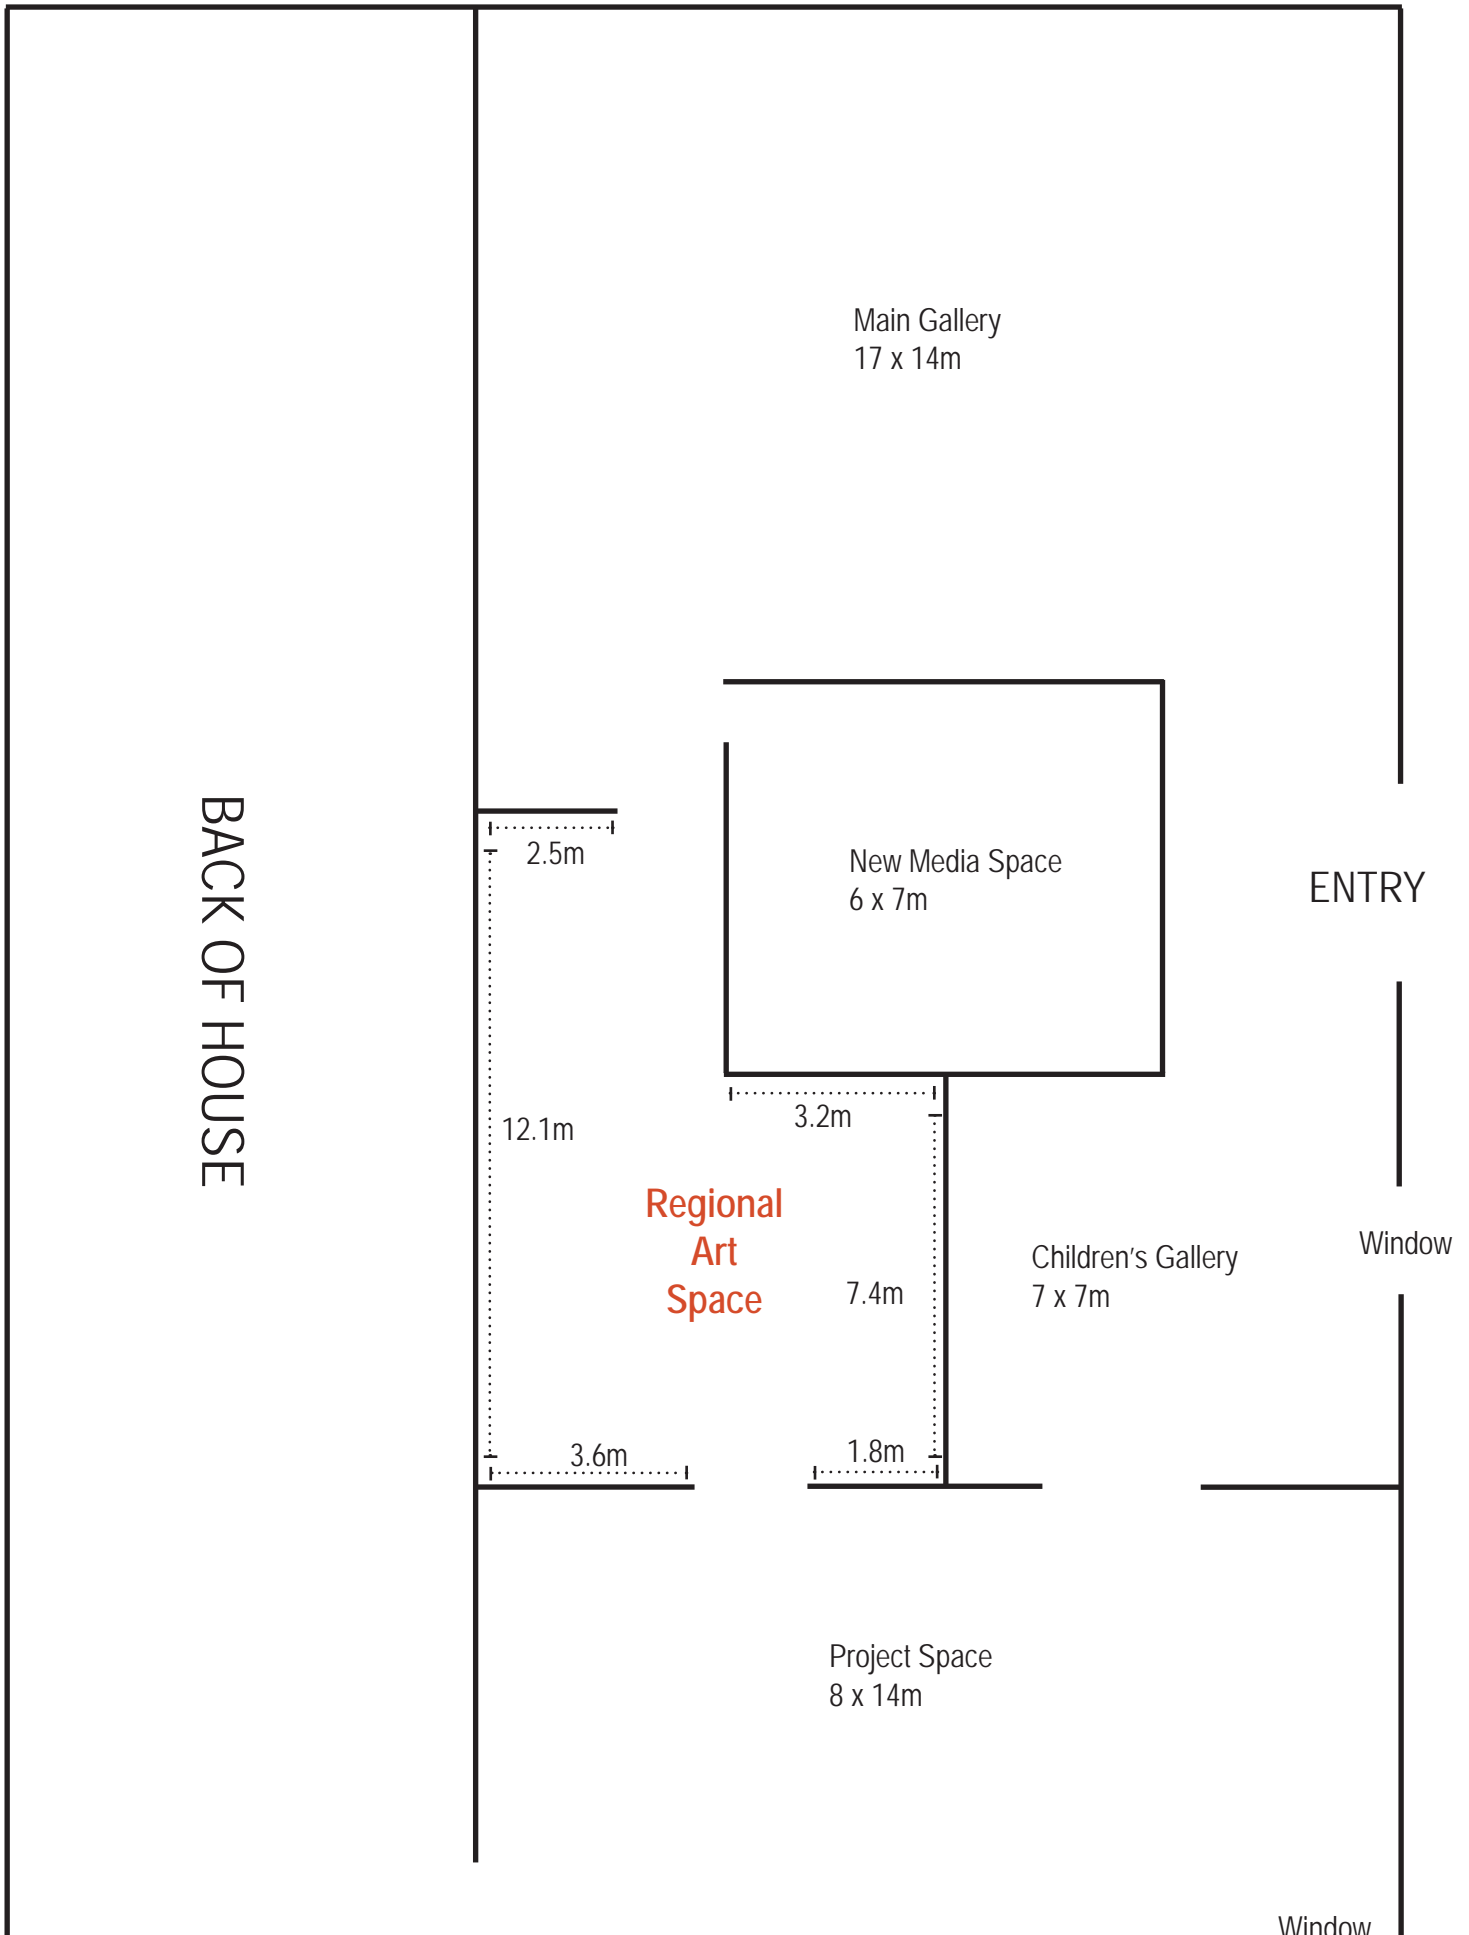 Main Gallery
17 x 14m
BACK OF HOUSE
2.5m
New Media Space
6 x 7m
ENTRY
3.2m
12.1m
Regional
Art
Space
7.4m
Children's Gallery
7 x 7m
Window
3.6m
1.8m
Project Space
8 x 14m
Window